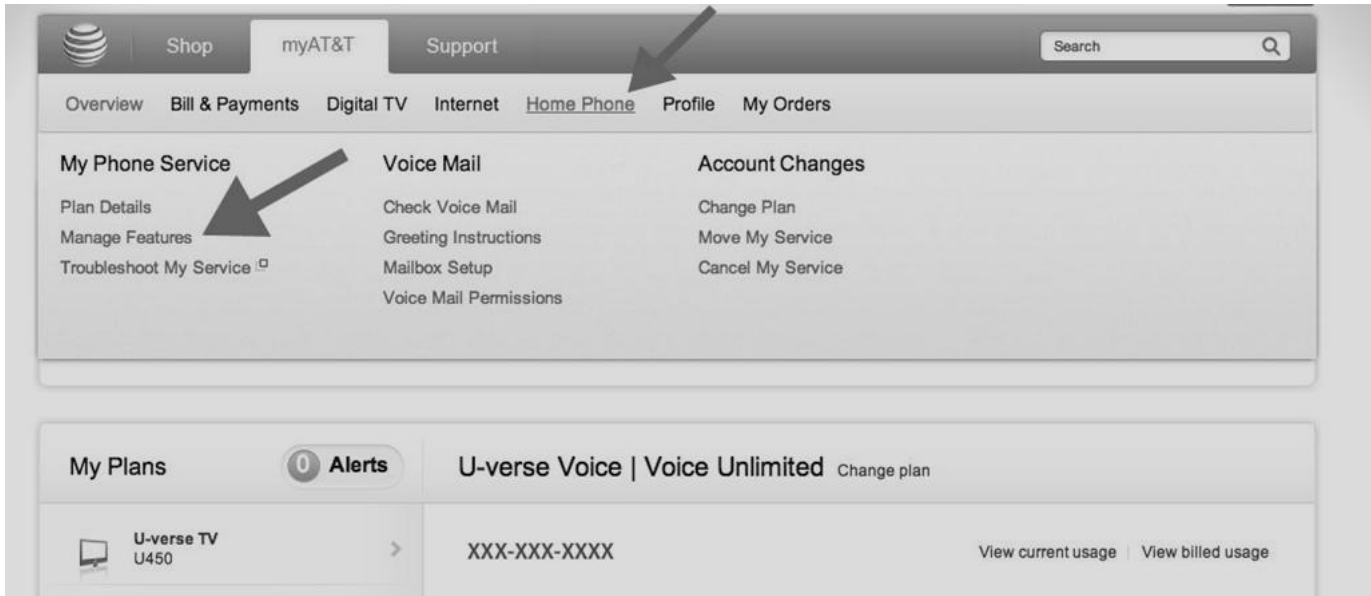 Shop myAT&T Support Search
Overview Bill & Payments Digital TV Internet Home Phone Profile My Orders
My Phone Service Voice Mail Account Changes
Plan Details Check Voice Mail Change Plan
Manage Features Greeting Instructions Move My Service
Troubleshoot My Service Mailbox Setup Cancel My Service
Voice Mail Permissions
My Plans 0 Alerts U-verse Voice | Voice Unlimited Change plan
U-verse TV
U450
XXX-XXX-XXXX View current usage View billed usage